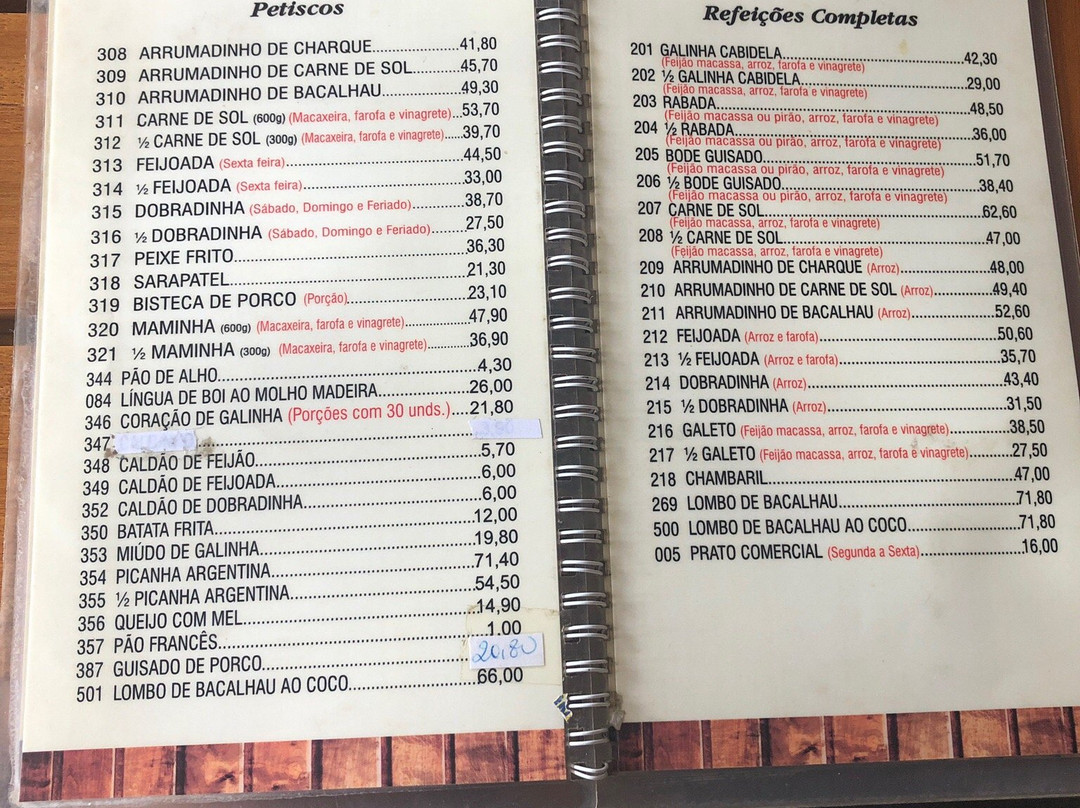 Petiscos
308 ARRUMADINHO DE CHARQUE 41,80
309 ARRUMADINHO DE CARNE DE SOL 45,70
310 ARRUMADINHO DE BACALHAU 49,30
311 CARNE DE SOL (600g) (Macaxeira, farofa e vinagrete) 53,70
312 ½ CARNE DE SOL (300g) (Macaxeira, farofa e vinagrete) 39,70
313 FEIJOADA (Sexta feira) 44,50
314 ½ FEIJOADA (Sexta feira) 33,00
315 DOBRADINHA (Sábado, Domingo e Feriado) 38,70
316 ½ DOBRADINHA (Sábado, Domingo e Feriado) 27,50
317 PEIXE FRITO 36,30
318 SARAPATEL 21,30
319 BISTECA DE PORCO (Porção) 23,10
320 MAMINHA (600g) (Macaxeira, farofa e vinagrete) 47,90
321 ½ MAMINHA (300g) (Macaxeira, farofa e vinagrete) 36,90
344 PÃO DE ALHO 4,30
084 LÍNGUA DE BOI AO MOLHO MADEIRA 26,00
346 CORAÇÃO DE GALINHA (Porções com 30 unds.) 21,80
347
348 CALDÃO DE FEIJÃO 5,70
349 CALDÃO DE FEIJOADA 6,00
352 CALDÃO DE DOBRADINHA 6,00
350 BATATA FRITA 12,00
353 MIÚDO DE GALINHA 19,80
354 PICANHA ARGENTINA 71,40
355 ½ PICANHA ARGENTINA 54,50
356 QUEIJO COM MEL 14,90
357 PÃO FRANCÊS 1,00
387 GUISADO DE PORCO 20,80
501 LOMBO DE BACALHAU AO COCO 66,00
Refeições Completas
201 GALINHA CABIDELA 42,30
(Feijão macassa, arroz, farofa e vinagrete)
202 ½ GALINHA CABIDELA 29,00
(Feijão macassa, arroz, farofa e vinagrete)
203 RABADA 48,50
(Feijão macassa ou pirão, arroz, farofa e vinagrete)
204 ½ RABADA 36,00
(Feijão macassa ou pirão, arroz, farofa e vinagrete)
205 BODE GUISADO 51,70
(Feijão macassa ou pirão, arroz, farofa e vinagrete)
206 ½ BODE GUISADO 38,40
(Feijão macassa ou pirão, arroz, farofa e vinagrete)
207 CARNE DE SOL 62,60
(Feijão macassa, arroz, farofa e vinagrete)
208 ½ CARNE DE SOL 47,00
(Feijão macassa, arroz, farofa e vinagrete)
209 ARRUMADINHO DE CHARQUE (Arroz) 48,00
210 ARRUMADINHO DE CARNE DE SOL (Arroz) 49,40
211 ARRUMADINHO DE BACALHAU (Arroz) 52,60
212 FEIJOADA (Arroz e farofa) 50,60
213 ½ FEIJOADA (Arroz e farofa) 35,70
214 DOBRADINHA (Arroz) 43,40
215 ½ DOBRADINHA (Arroz) 31,50
216 GALETO (Feijão macassa, arroz, farofa e vinagrete) 38,50
217 ½ GALETO (Feijão macassa, arroz, farofa e vinagrete) 27,50
218 CHAMBARIL 47,00
269 LOMBO DE BACALHAU 71,80
500 LOMBO DE BACALHAU AO COCO 71,80
005 PRATO COMERCIAL (Segunda a Sexta) 16,00